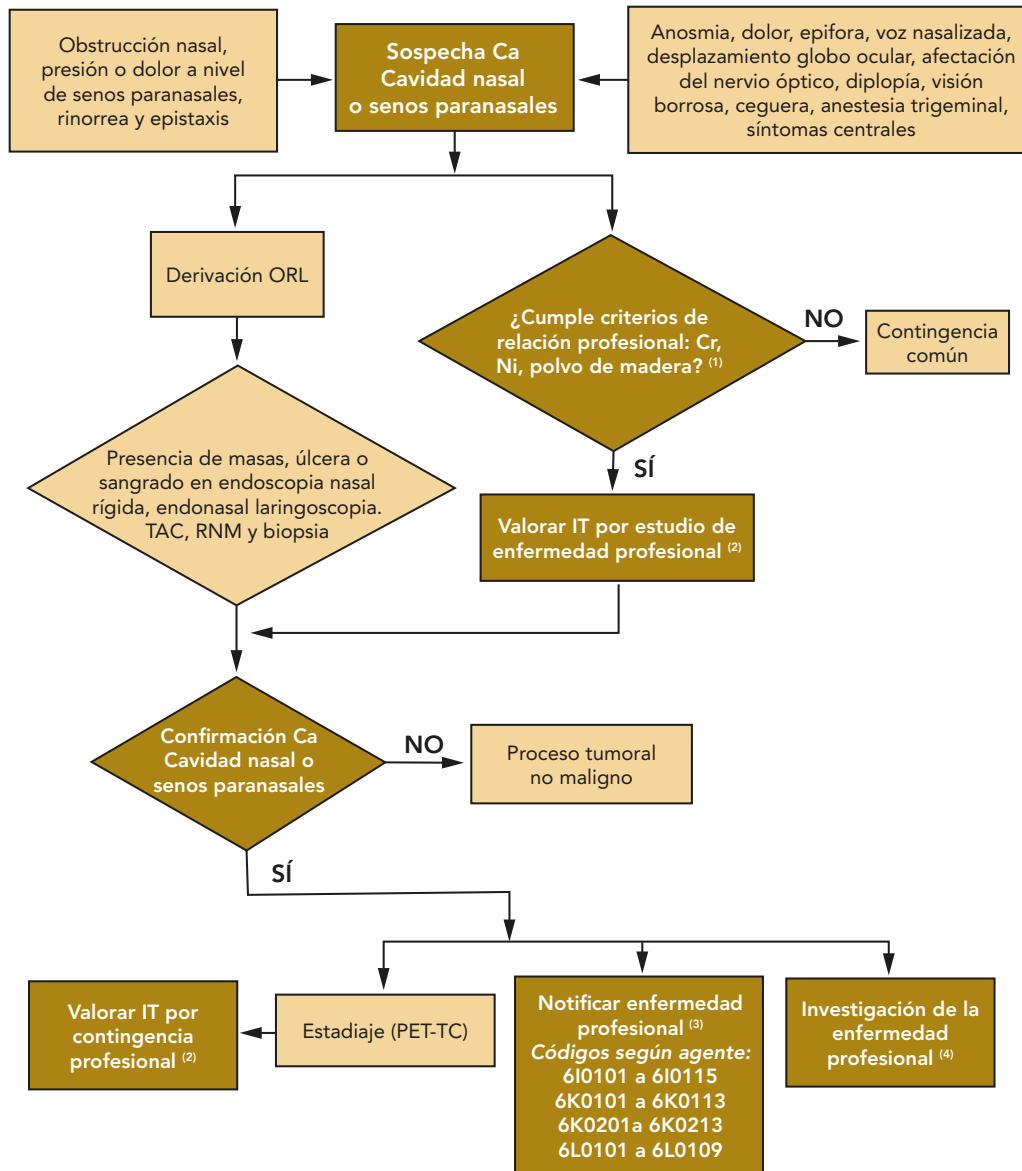 Obstrucción nasal,
presión o dolor a nivel
de senos paranasales,
rinorrea y epistaxis
Sospecha Ca
Cavidad nasal
o senos paranasales
Anosmia, dolor, epifora, voz nasalizada,
desplazamiento globo ocular, afectación
del nervio óptico, diplopía, visión
borrosa, ceguera, anestesia trigeminal,
síntomas centrales
Derivación ORL
¿Cumple criterios de
relación profesional: Cr,
Ni, polvo de madera? (1)
NO
Contingencia
común
SÍ
Presencia de masas, úlcera o
sangrado en endoscopia nasal
rígida, endonasal laringoscopia.
TAC, RNM y biopsia
Valorar IT por estudio de
enfermedad profesional (2)
Confirmación Ca
Cavidad nasal o
senos paranasales
NO
Proceso tumoral
no maligno
SÍ
Valorar IT por
contingencia
profesional (2)
Estadiaje (PET-TC)
Notificar enfermedad
profesional (3)
Códigos según agente:
6I0101 a 6I0115
6K0101 a 6K0113
6K0201a 6K0213
6L0101 a 6L0109
Investigación de la
enfermedad
profesional (4)